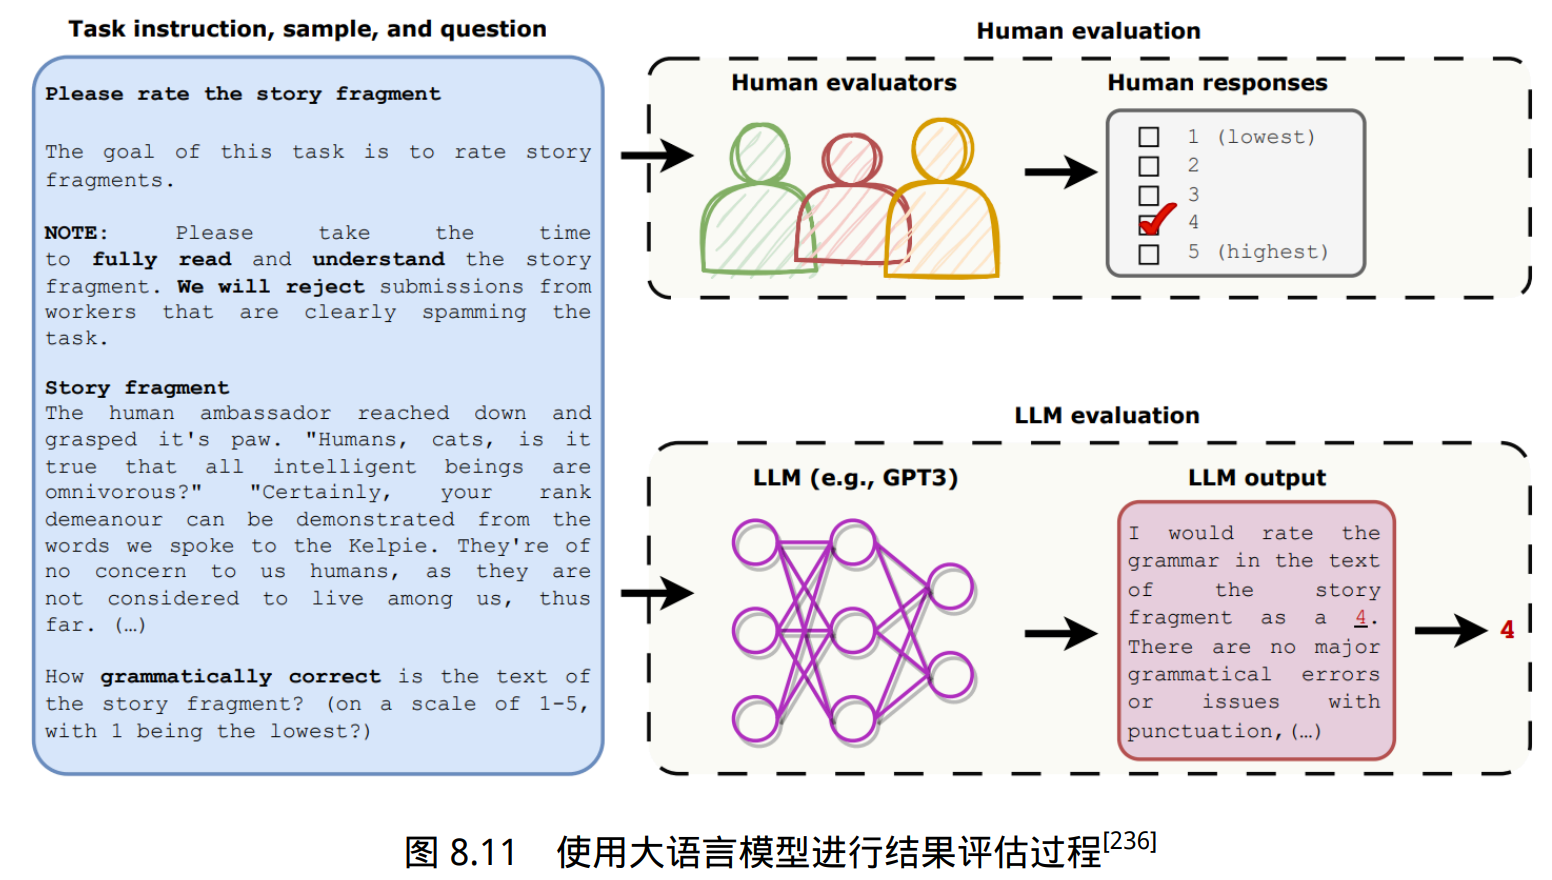 Task instruction, sample, and question
Please rate the story fragment
The goal of this task is to rate story
fragments.
NOTE: Please take the time
to fully read and understand the story
fragment. We will reject submissions from
workers that are clearly spamming the
task.
Story fragment
The human ambassador reached down and
grasped it's paw. "Humans, cats, is it
true that all intelligent beings are
omnivorous?" "Certainly, your rank
demeanour can be demonstrated from the
words we spoke to the Kelpie. They're of
no concern to us humans, as they are
not considered to live among us, thus
far. (…)
How grammatically correct is the text of
the story fragment? (on a scale of 1-5,
with 1 being the lowest?)
Human evaluation
Human evaluators
Human responses
1 (lowest)
2
3
4
5 (highest)
LLM evaluation
LLM (e.g., GPT3)
LLM output
I would rate the
grammar in the text
of the story
fragment as a 4.
There are no major
grammatical errors
or issues with
punctuation,(…)
4
图 8.11 使用大语言模型进行结果评估过程[236]